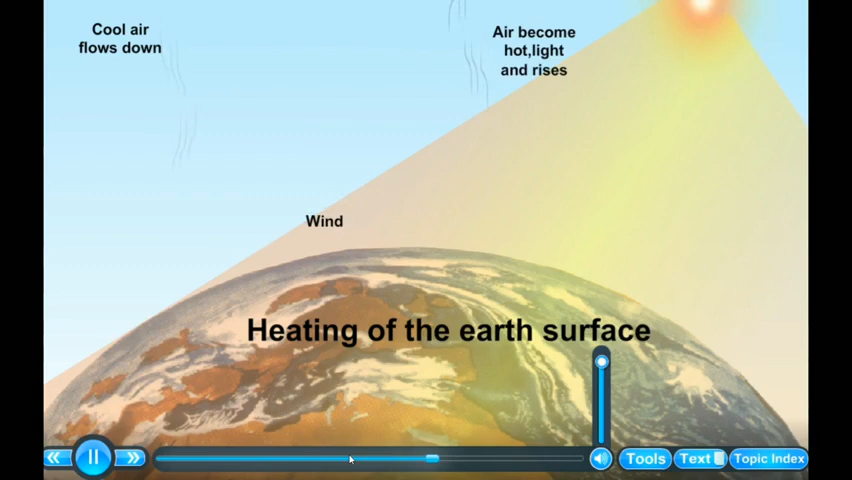 Cool air
flows down
Air become
hot,light
and rises
Wind
Heating of the earth surface
Tools
Text
Topic Index